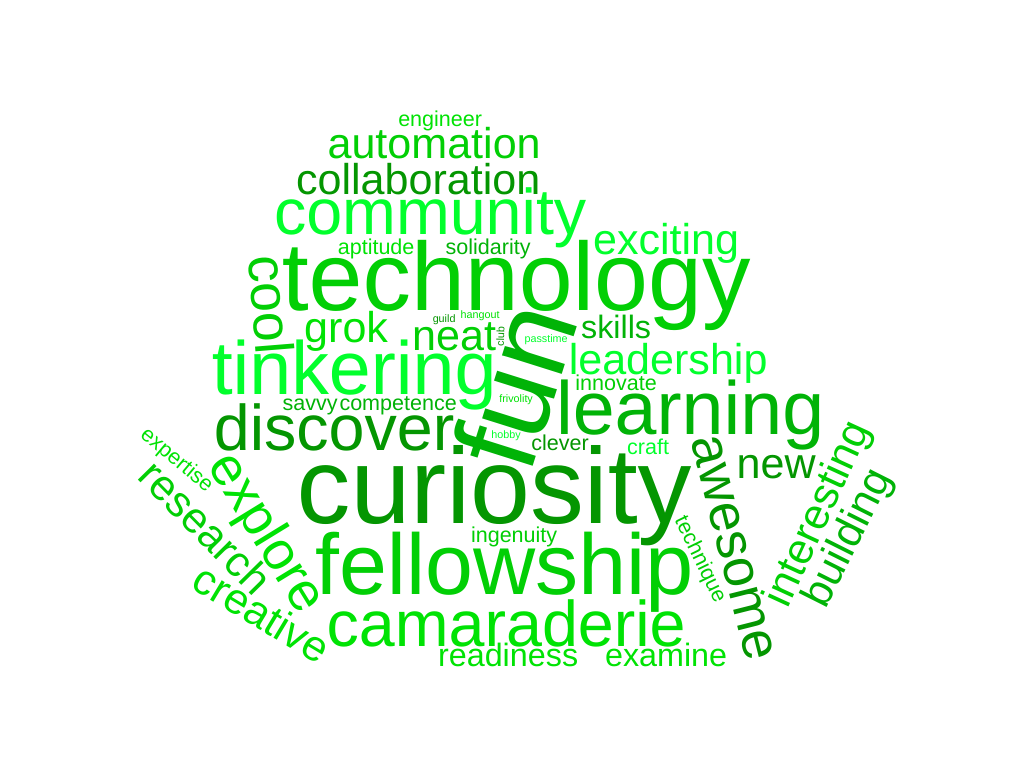 engineer
automation
collaboration
community
exciting
aptitude
solidarity
technology
cool
guild
hangout
grok
neat
club
fun
passtime
skills
tinkering
leadership
innovate
savvy
competence
frivolity
learning
discover
hobby
clever
craft
new
expertise
research
explore
curiosity
awesome
interesting
building
ingenuity
technique
fellowship
creative
camaraderie
readiness
examine